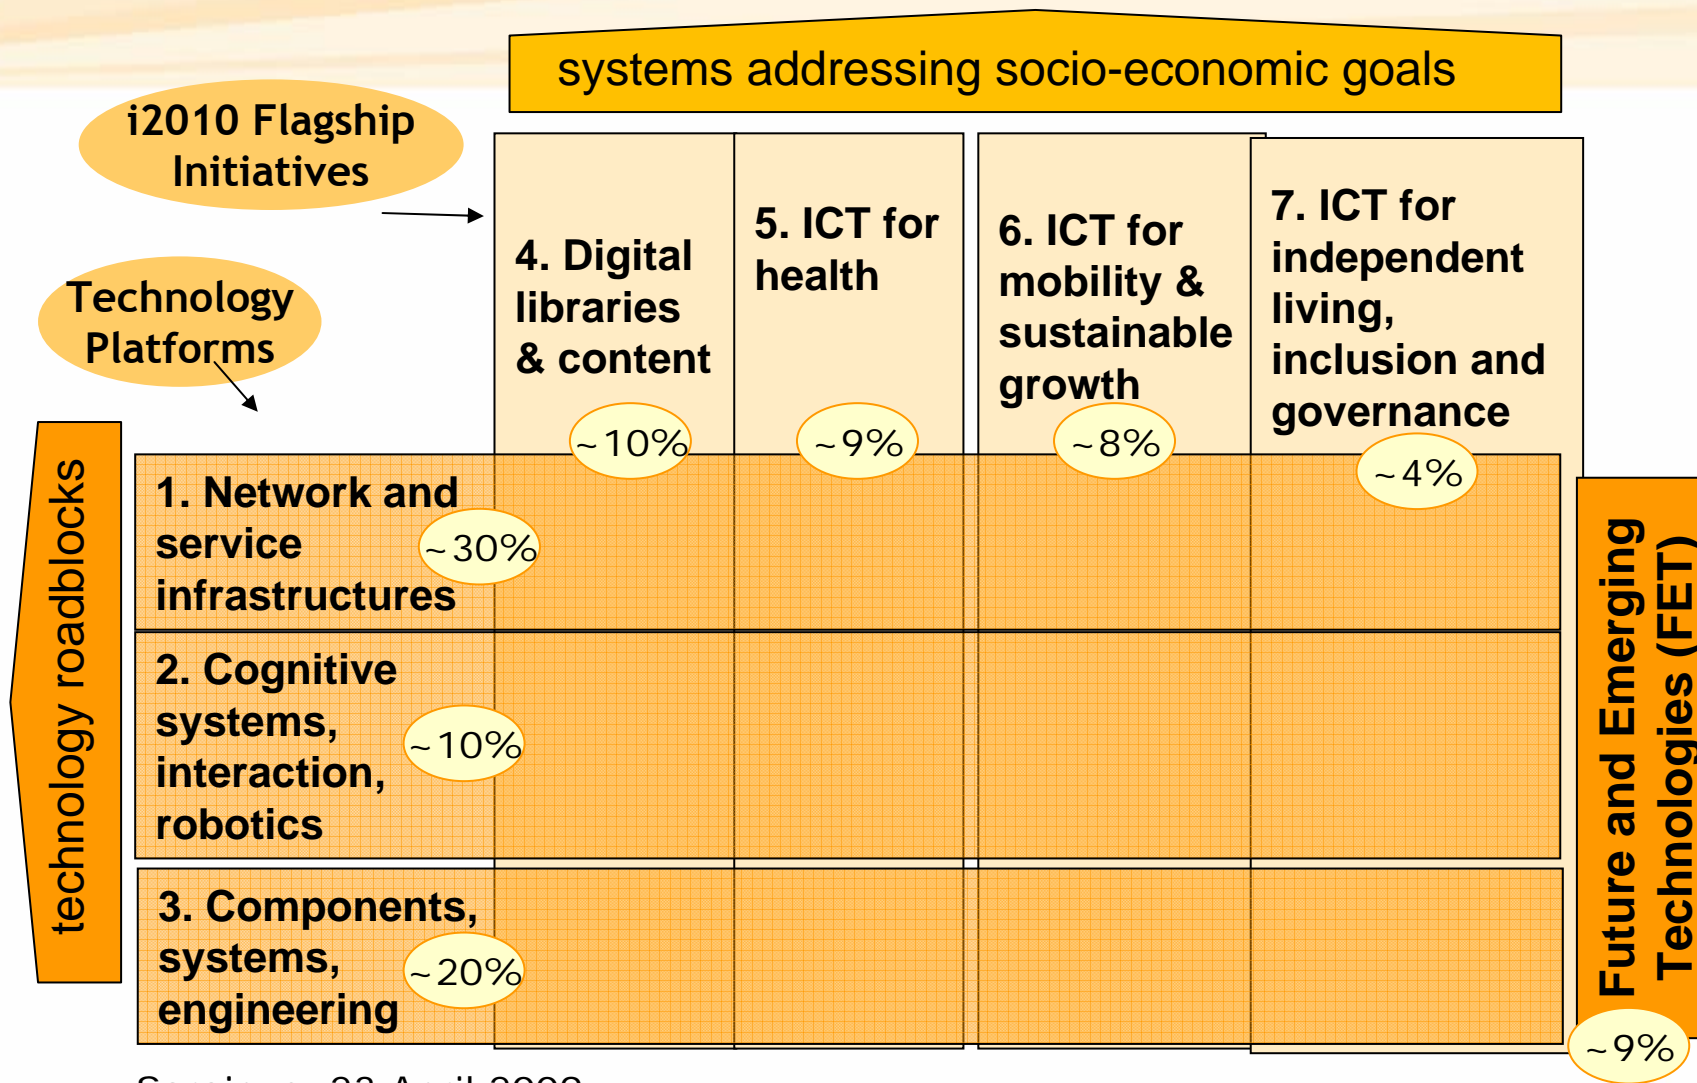 systems addressing socio-economic goals
i2010 Flagship
Initiatives
Technology
Platforms
4. Digital
libraries
& content
~10%
5. ICT for
health
~9%
6. ICT for
mobility &
sustainable
growth
~8%
7. ICT for
independent
living,
inclusion and
governance
~4%
technology roadblocks
1. Network and
service
infrastructures
~30%
2. Cognitive
systems,
interaction,
robotics
~10%
3. Components,
systems,
engineering
~20%
Future and Emerging
Technologies (FET)
~9%
April